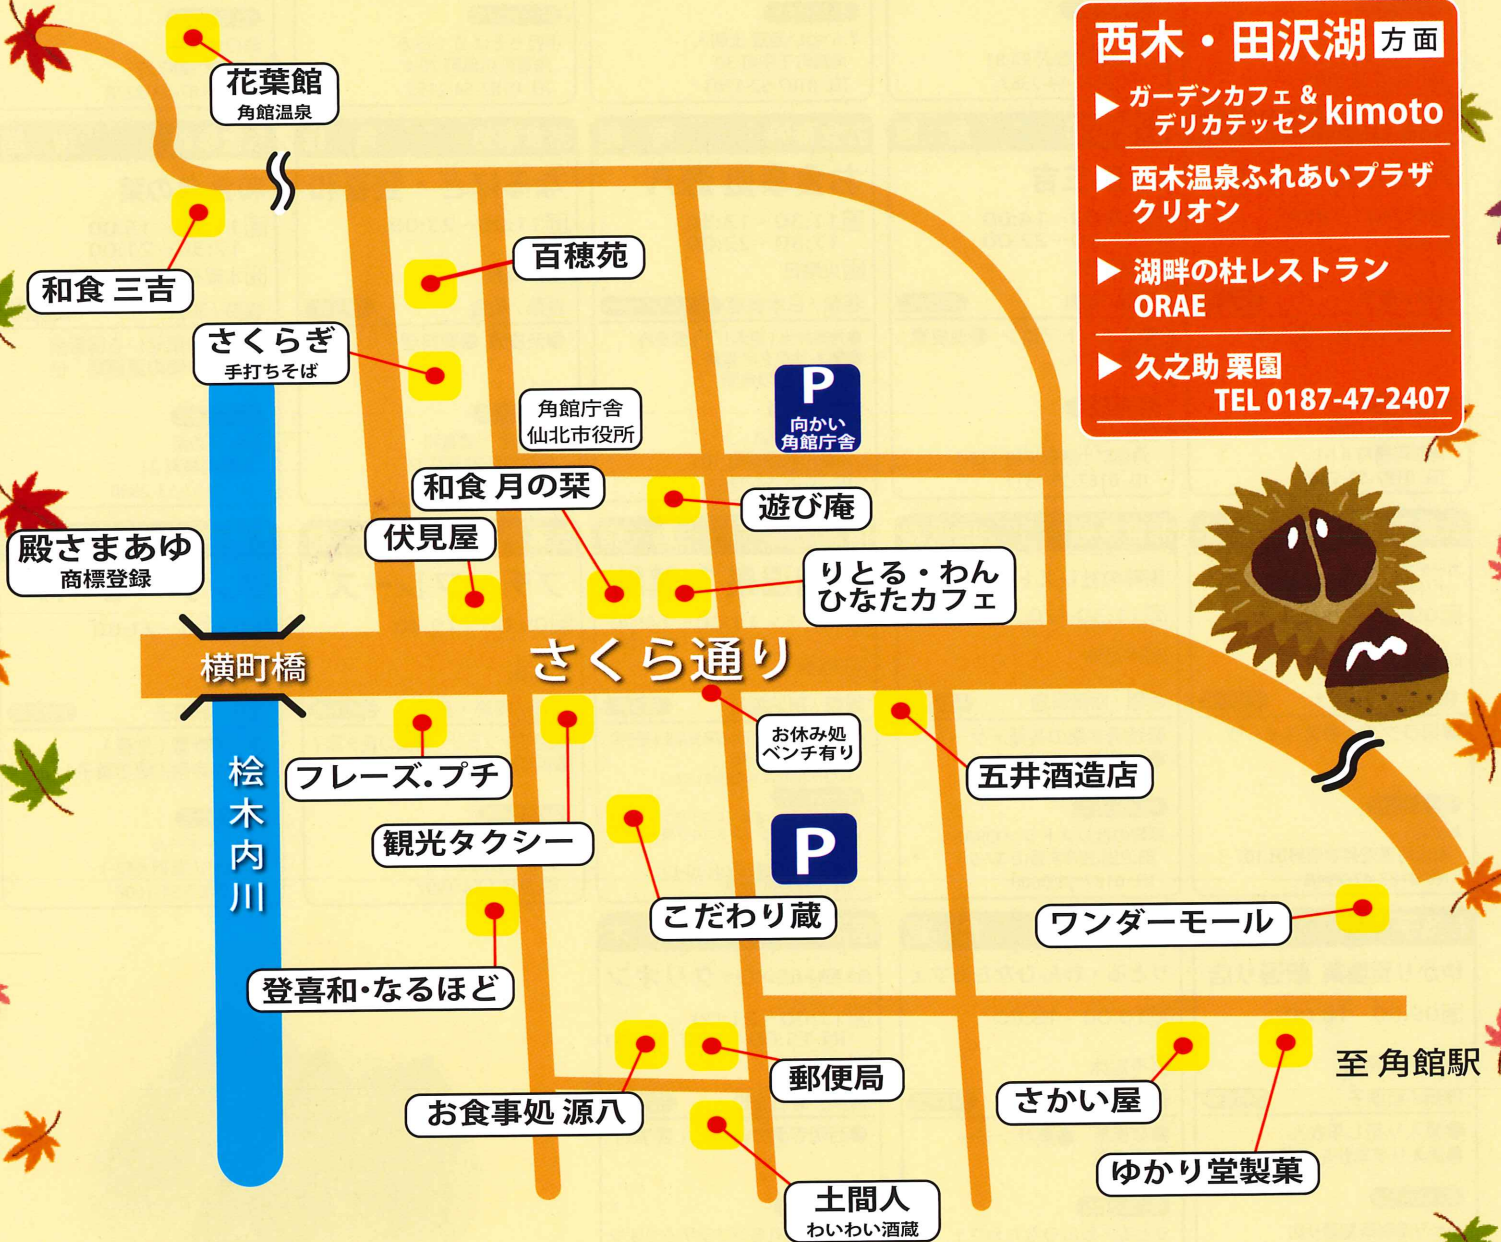 花葉館
角館温泉
西木・田沢湖 方面
▶ ガーデンカフェ &
デリカテッセン kimoto
▶ 西木温泉ふれあいプラザ
クリオン
▶ 湖畔の杜レストラン
ORAE
▶ 久之助 栗園
TEL 0187-47-2407
和食 三吉
百穂苑
さくらぎ
手打ちそば
角館庁舎
仙北市役所
P
向かい
角館庁舎
和食 月の栞
遊び庵
伏見屋
殿さまあゆ
商標登録
りとる・わん
ひなたカフェ
横町橋
さくら通り
お休み処
ベンチ有り
フレーズ.プチ
五井酒造店
桧木内川
観光タクシー
P
こだわり蔵
ワンダーモール
登喜和・なるほど
郵便局
至 角館駅
お食事処 源八
さかい屋
ゆかり堂製菓
土間人
わいわい酒蔵